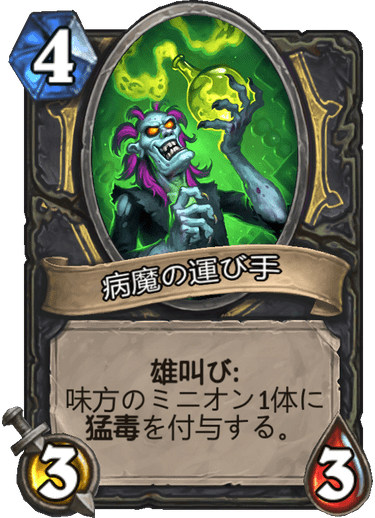 4
病魔の運び手
雄叫び:
味方のミニオン1体に
猛毒を付与する。
3
3